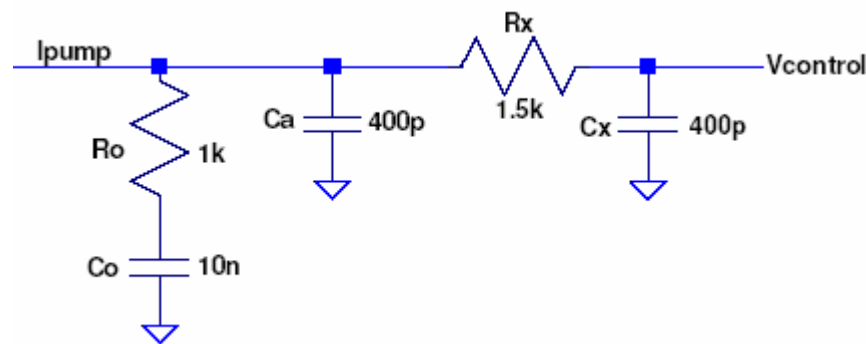 Ipump
Rx
Vcontrol
1.5k
Ca
400p
Cx
400p
Ro
1k
Co
10n